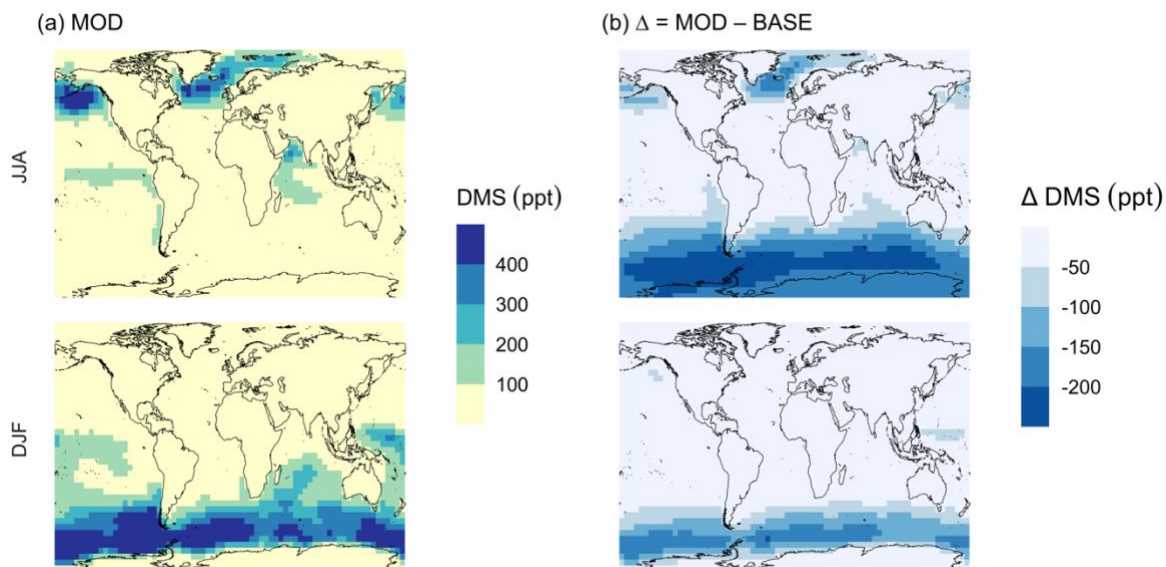 (a) MOD
(b) Δ = MOD – BASE
JJA
DJF
DMS (ppt)
400
300
200
100
Δ DMS (ppt)
-50
-100
-150
-200